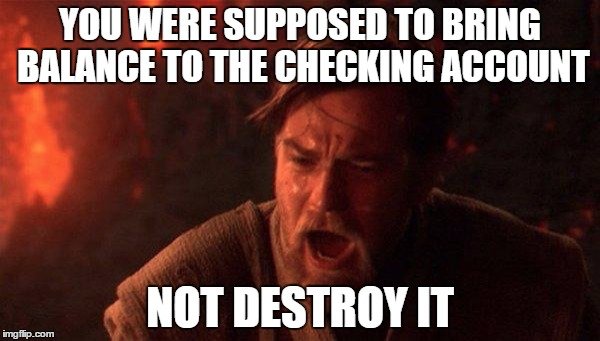 YOU WERE SUPPOSED TO BRING
BALANCE TO THE CHECKING ACCOUNT
NOT DESTROY IT
imgflip.com